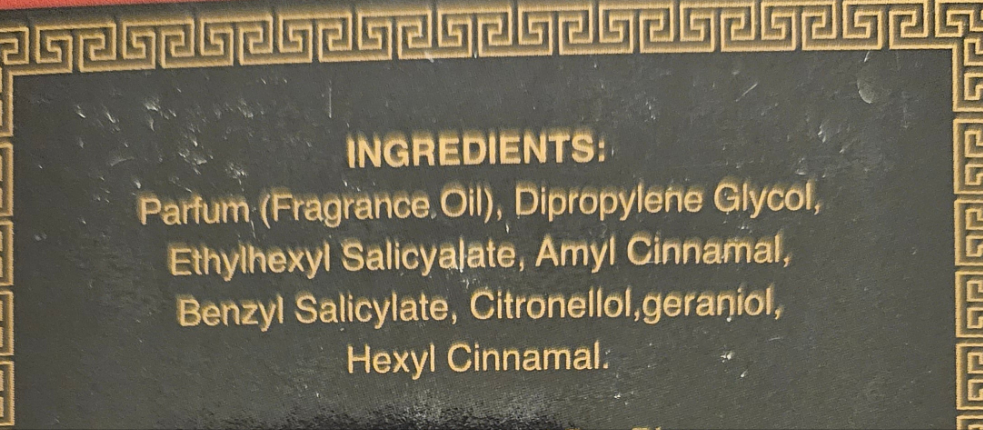 INGREDIENTS:
Parfum (Fragrance Oil), Dipropylene Glycol,
Ethylhexyl Salicyalate, Amyl Cinnamal,
Benzyl Salicylate, Citronellol,geraniol,
Hexyl Cinnamal.